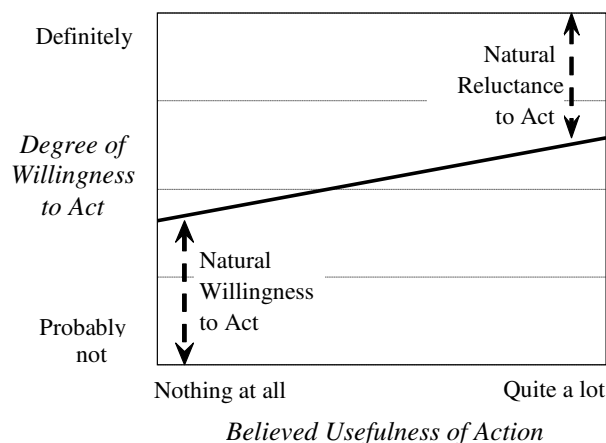 Definitely
Natural
Reluctance
to Act
Degree of
Willingness
to Act
Natural
Willingness
to Act
Probably
not
Nothing at all
Quite a lot
Believed Usefulness of Action